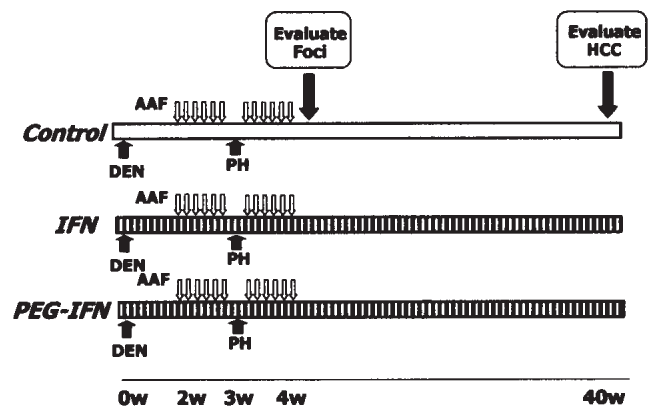 Evaluate
Foci
Evaluate
HCC
AAF
Control
DEN
PH
AAF
IFN
DEN
PH
AAF
PEG-IFN
DEN
PH
0w 2w 3w 4w 40w